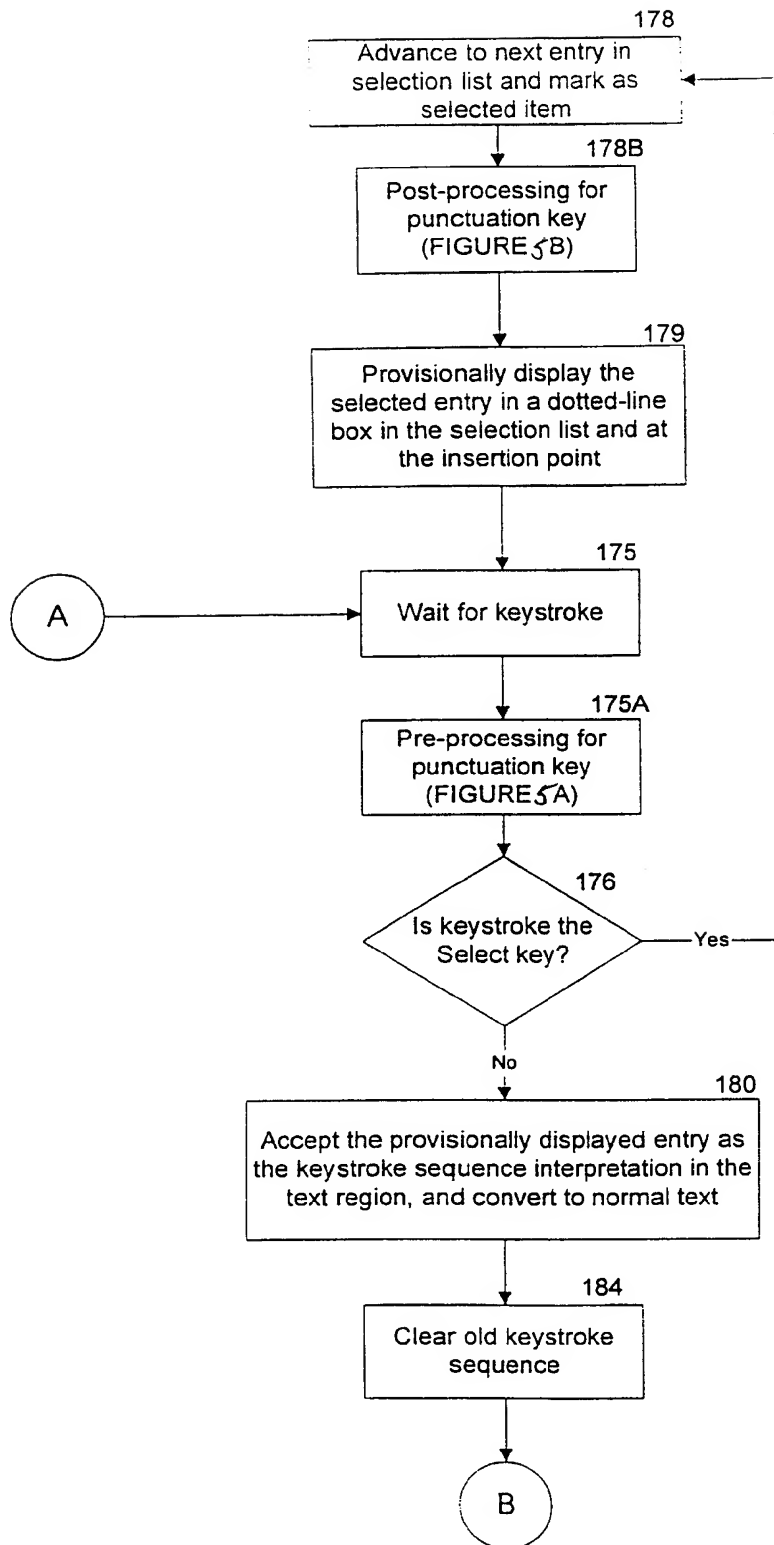 178
Advance to next entry in
selection list and mark as
selected item
178B
Post-processing for
punctuation key
(FIGURE 5B)
179
Provisionally display the
selected entry in a dotted-line
box in the selection list and at
the insertion point
175
A
Wait for keystroke
175A
Pre-processing for
punctuation key
(FIGURE 5A)
176
Is keystroke the
Select key?
Yes
No
180
Accept the provisionally displayed entry as
the keystroke sequence interpretation in the
text region, and convert to normal text
184
Clear old keystroke
sequence
B